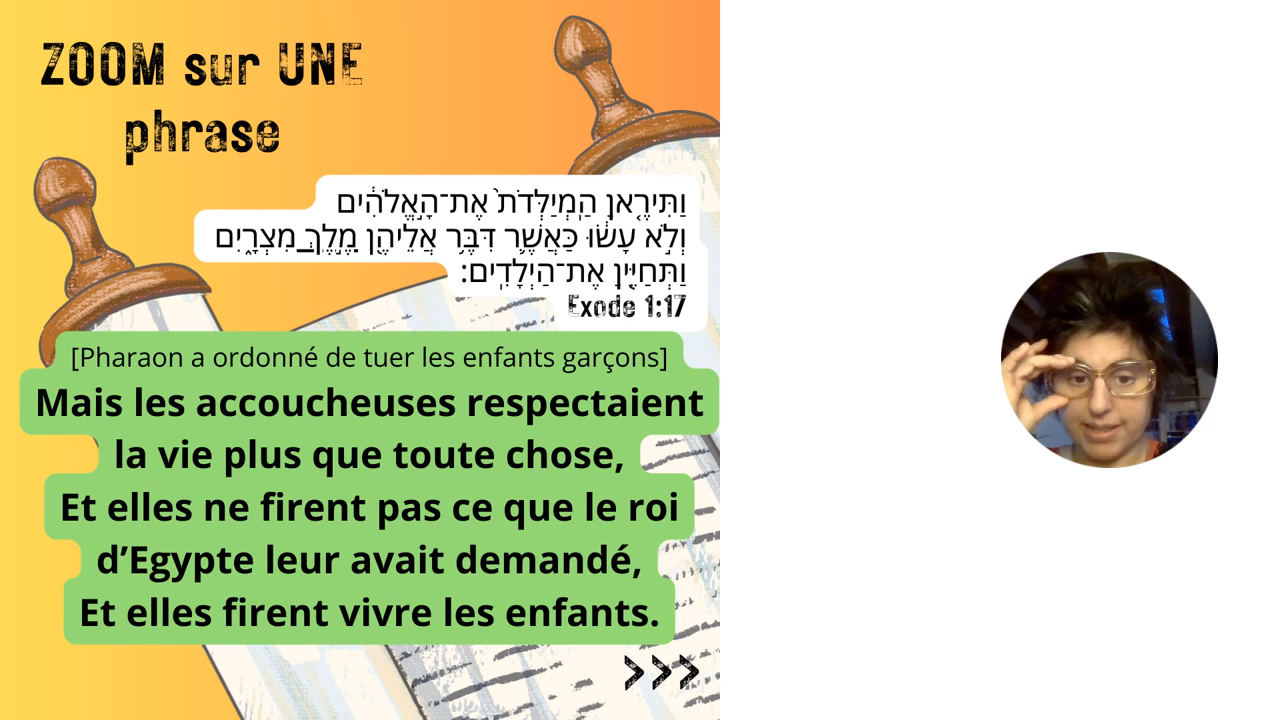 ZOOM sur UNE
phrase
וַתִּירֶ֤אןָ הַֽמְיַלְּדֹת֙ אֶת־הָ֣אֱלֹהִ֔ים
וְלֹ֣א עָשׂ֔וּ כַּאֲשֶׁ֛ר דִּבֶּ֥ר אֲלֵיהֶ֖ן מֶ֣לֶךְ מִצְרָ֑יִם
וַתְּחַיֶּ֖יןָ אֶת־הַיְלָדִֽים׃
Exode 1:17
[Pharaon a ordonné de tuer les enfants garçons]
Mais les accoucheuses respectaient
la vie plus que toute chose,
Et elles ne firent pas ce que le roi
d’Egypte leur avait demandé,
Et elles firent vivre les enfants.
>>>